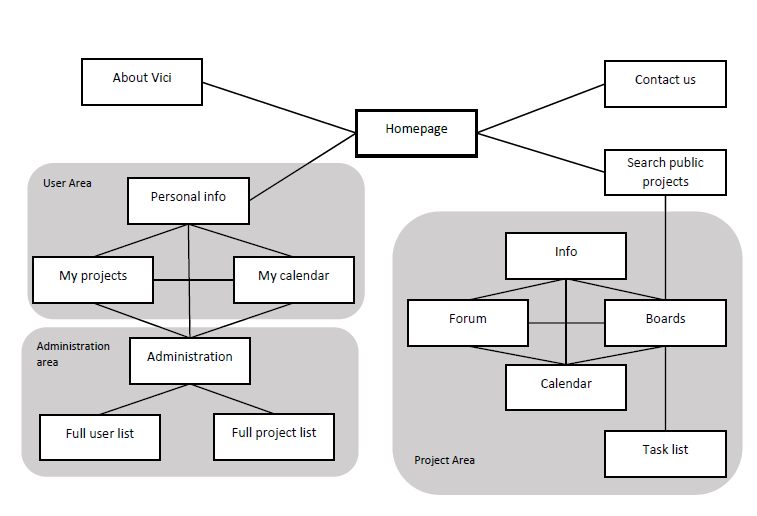 About Vici
Contact us
Homepage
Search public
projects
User Area
Personal info
My projects
My calendar
Administration
area
Administration
Full user list
Full project list
Info
Forum
Boards
Calendar
Task list
Project Area